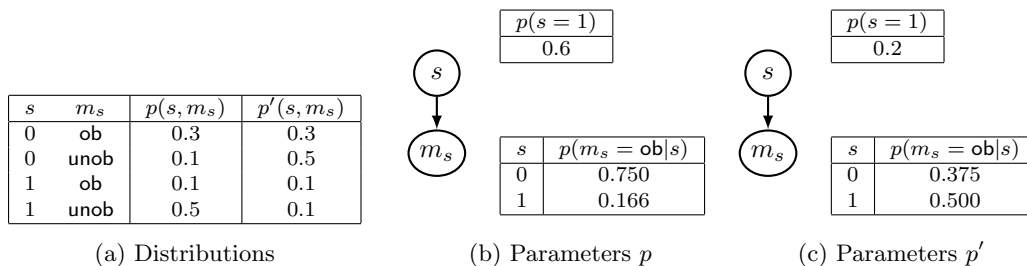 s m_s p(s, m_s) p′(s, m_s)
0 ob 0.3 0.3
0 unob 0.1 0.5
1 ob 0.1 0.1
1 unob 0.5 0.1
(a) Distributions
p(s = 1)
0.6
s
m_s
s p(m_s = ob|s)
0 0.750
1 0.166
(b) Parameters p
p(s = 1)
0.2
s
m_s
s p(m_s = ob|s)
0 0.375
1 0.500
(c) Parameters p′